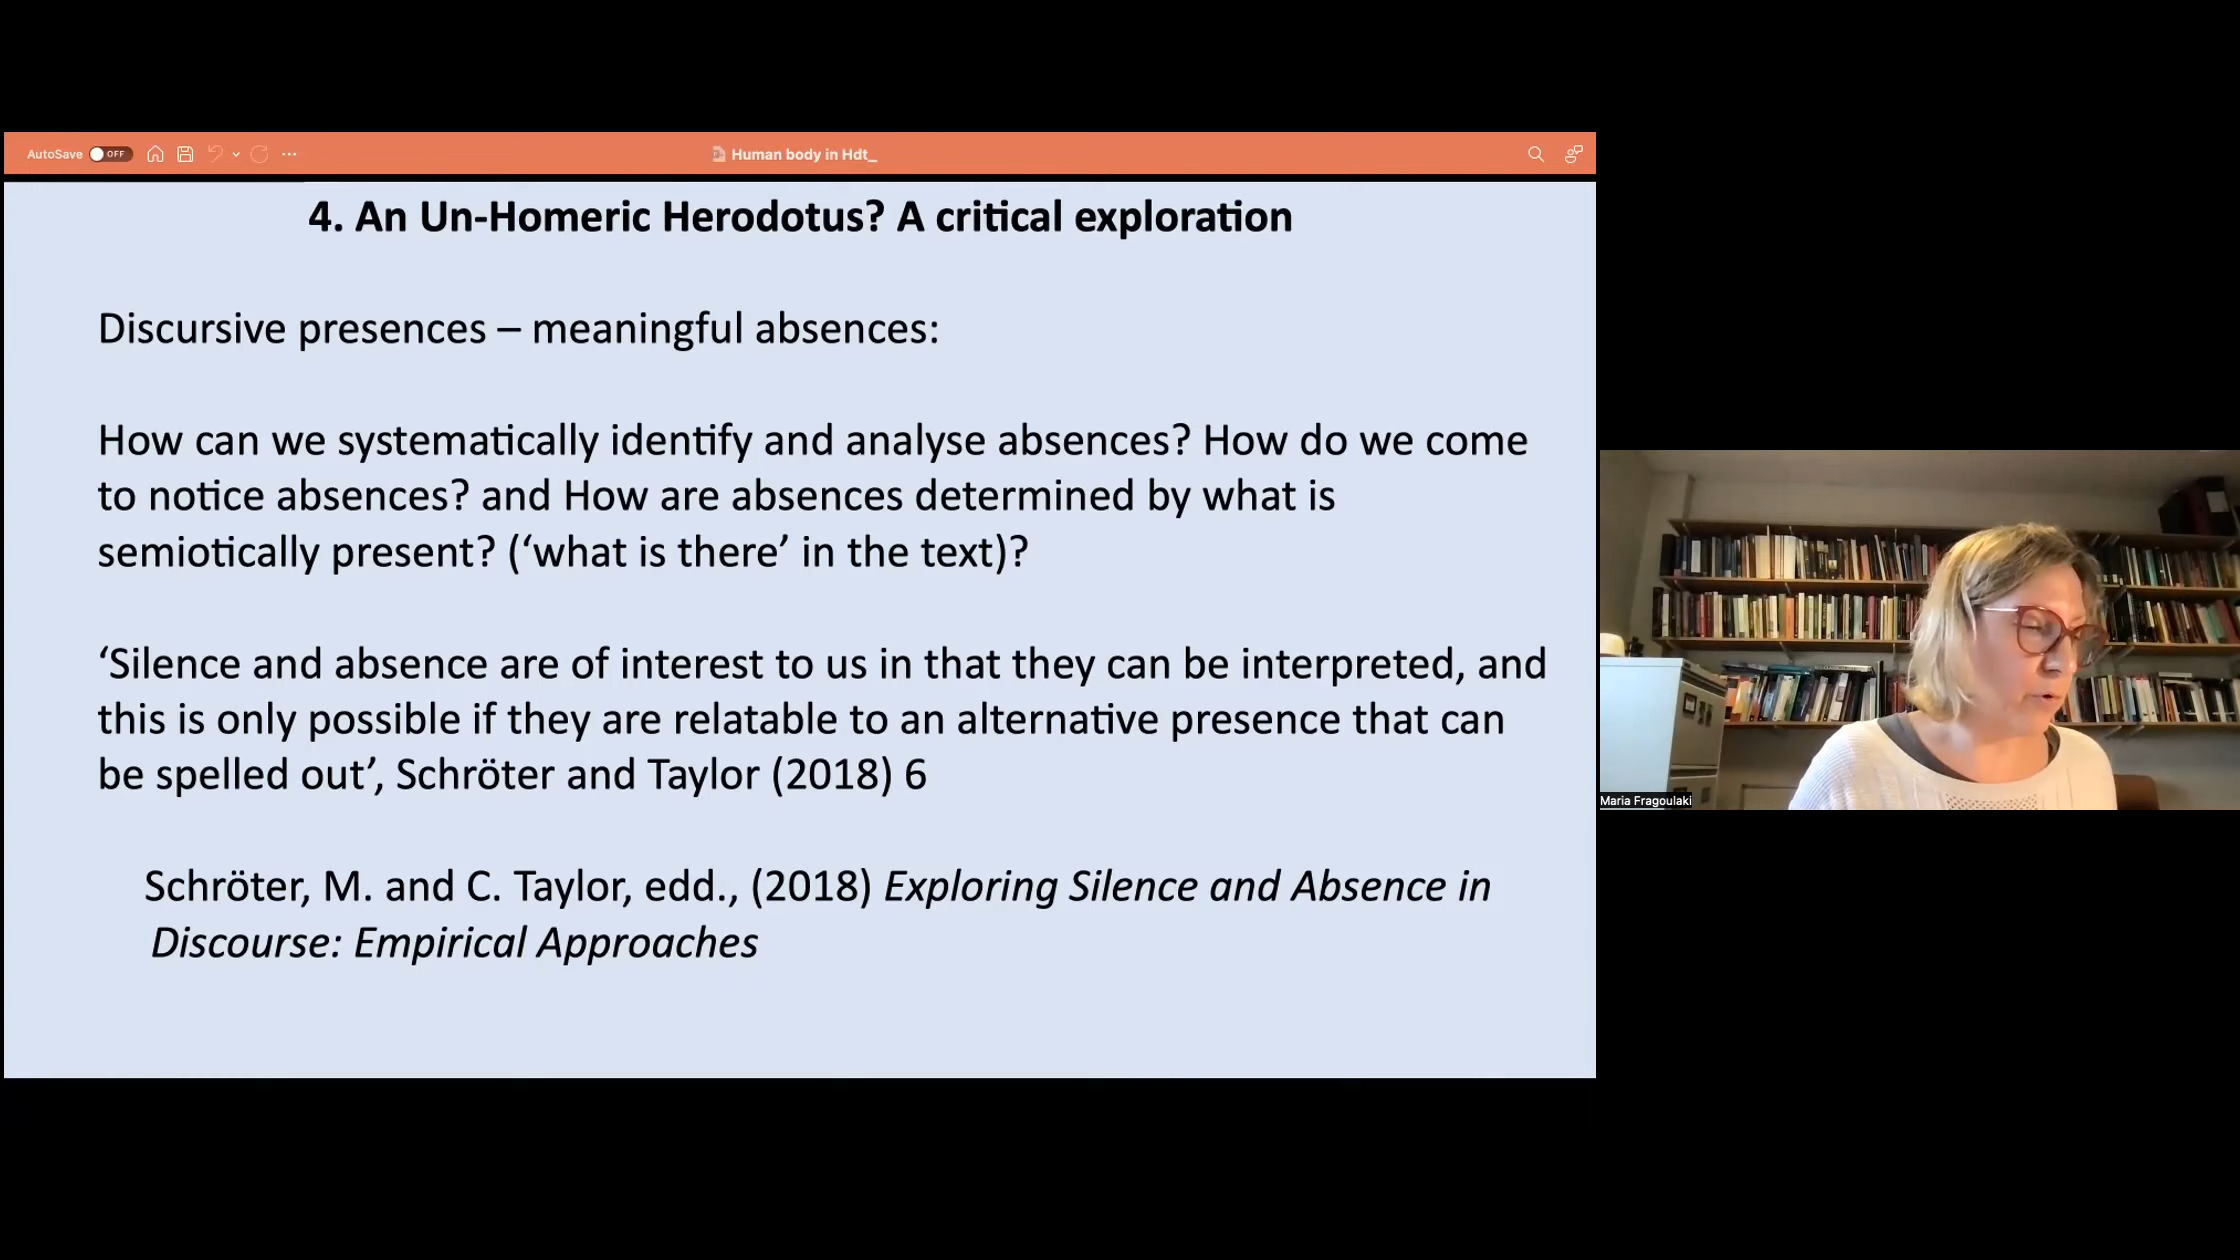 AutoSave OFF
Human body in Hdt_
4. An Un-Homeric Herodotus? A critical exploration
Discursive presences – meaningful absences:
How can we systematically identify and analyse absences? How do we come
to notice absences? and How are absences determined by what is
semiotically present? (‘what is there’ in the text)?
‘Silence and absence are of interest to us in that they can be interpreted, and
this is only possible if they are relatable to an alternative presence that can
be spelled out’, Schröter and Taylor (2018) 6
Schröter, M. and C. Taylor, edd., (2018) Exploring Silence and Absence in
Discourse: Empirical Approaches
Maria Fragoulaki